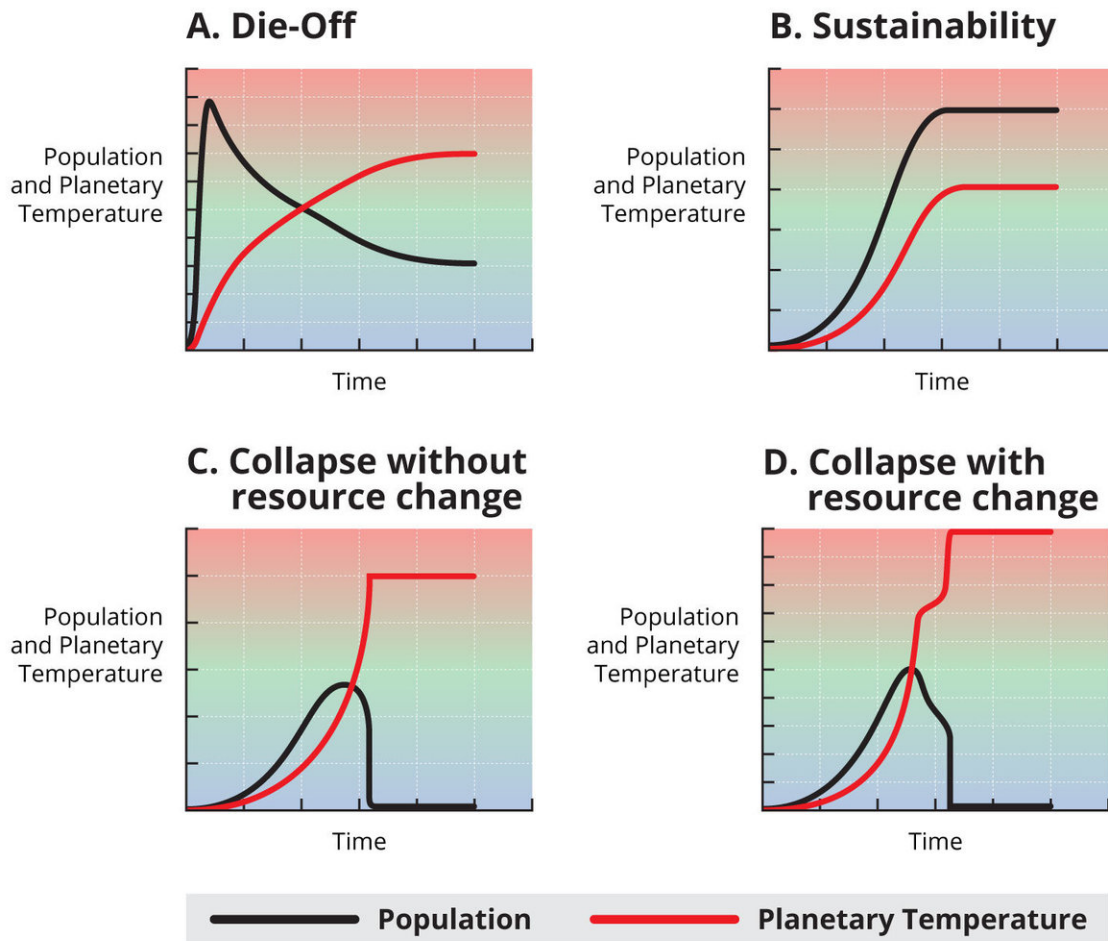 A. Die-Off
Population
and Planetary
Temperature
Time
B. Sustainability
Population
and Planetary
Temperature
Time
C. Collapse without
resource change
Population
and Planetary
Temperature
Time
D. Collapse with
resource change
Population
and Planetary
Temperature
Time
Population
Planetary Temperature